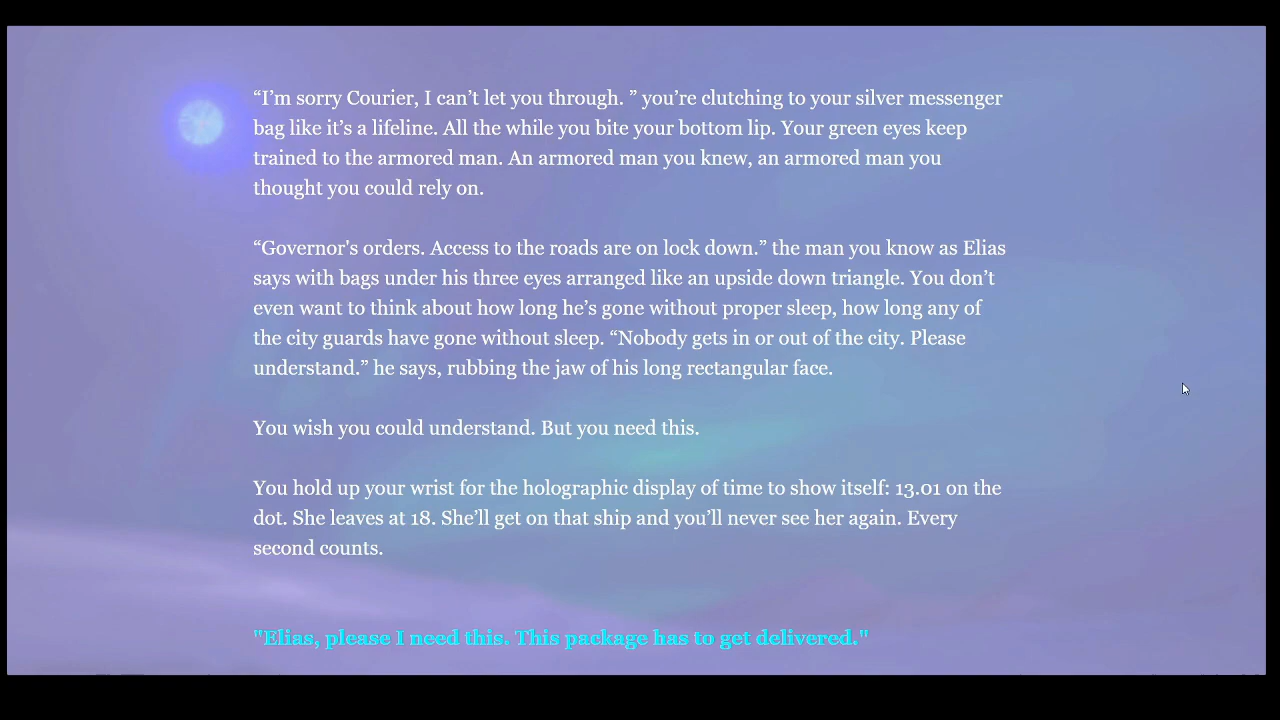 “I’m sorry Courier, I can’t let you through. ” you’re clutching to your silver messenger
bag like it’s a lifeline. All the while you bite your bottom lip. Your green eyes keep
trained to the armored man. An armored man you knew, an armored man you
thought you could rely on.
“Governor's orders. Access to the roads are on lock down.” the man you know as Elias
says with bags under his three eyes arranged like an upside down triangle. You don’t
even want to think about how long he’s gone without proper sleep, how long any of
the city guards have gone without sleep. “Nobody gets in or out of the city. Please
understand.” he says, rubbing the jaw of his long rectangular face.
You wish you could understand. But you need this.
You hold up your wrist for the holographic display of time to show itself: 13.01 on the
dot. She leaves at 18. She’ll get on that ship and you’ll never see her again. Every
second counts.
"Elias, please I need this. This package has to get delivered."